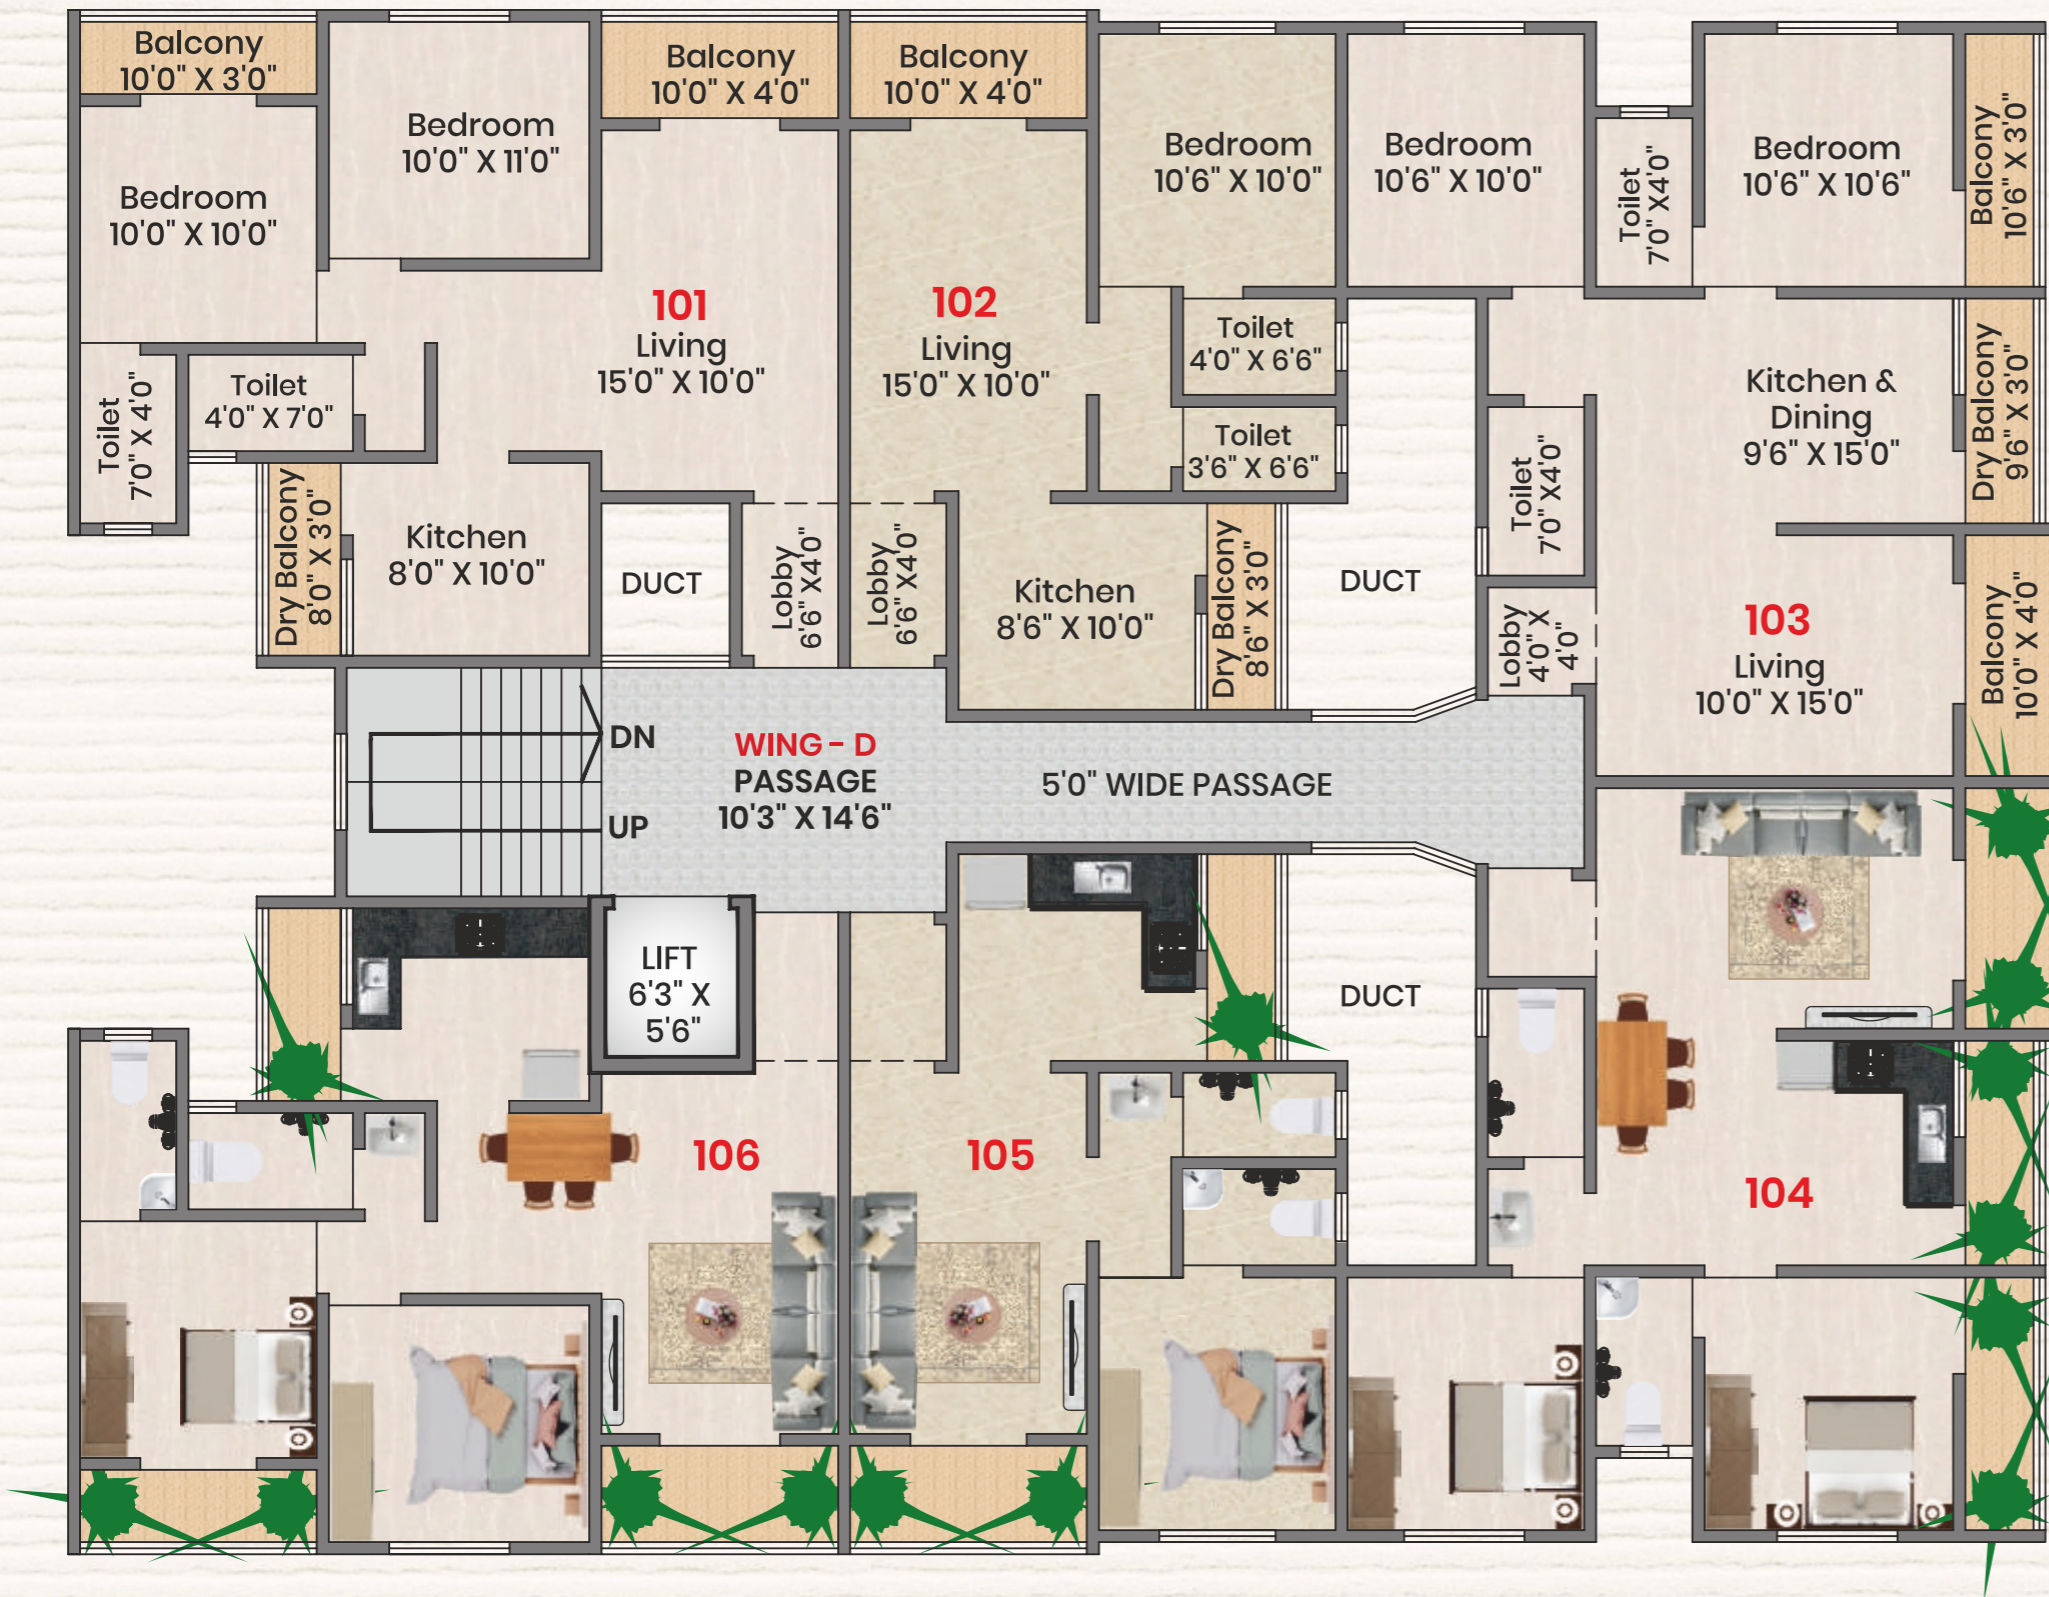 Balcony
10'0" X 3'0"
Bedroom
10'0" X 10'0"
Bedroom
10'0" X 11'0"
Balcony
10'0" X 4'0"
101
Living
15'0" X 10'0"
Toilet
7'0" X 4'0"
Toilet
4'0" X 7'0"
Dry Balcony
8'0" X 3'0"
Kitchen
8'0" X 10'0"
DUCT
Lobby
6'6" X4'0"
Balcony
10'0" X 4'0"
102
Living
15'0" X 10'0"
Lobby
6'6" X4'0"
Bedroom
10'6" X 10'0"
Toilet
4'0" X 6'6"
Toilet
3'6" X 6'6"
Kitchen
8'6" X 10'0"
Dry Balcony
8'6" X 3'0"
DUCT
Bedroom
10'6" X 10'0"
Toilet
7'0" X4'0"
Bedroom
10'6" X 10'6"
Balcony
10'6" X 3'0"
Kitchen &
Dining
9'6" X 15'0"
Dry Balcony
9'6" X 3'0"
Toilet
7'0" X4'0"
Lobby
4'0" X
4'0"
103
Living
10'0" X 15'0"
Balcony
10'0" X 4'0"
DN
UP
WING - D
PASSAGE
10'3" X 14'6"
5'0" WIDE PASSAGE
LIFT
6'3" X
5'6"
DUCT
106
105
104